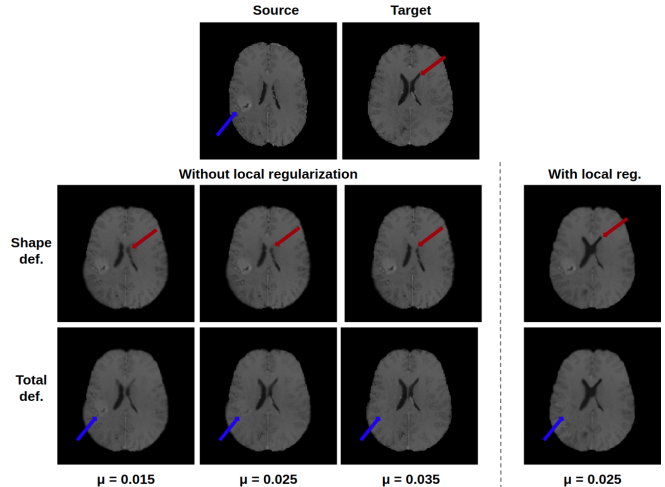 Source Target
Without local regularization With local reg.
Shape
def.
Total
def.
μ = 0.015 μ = 0.025 μ = 0.035 μ = 0.025